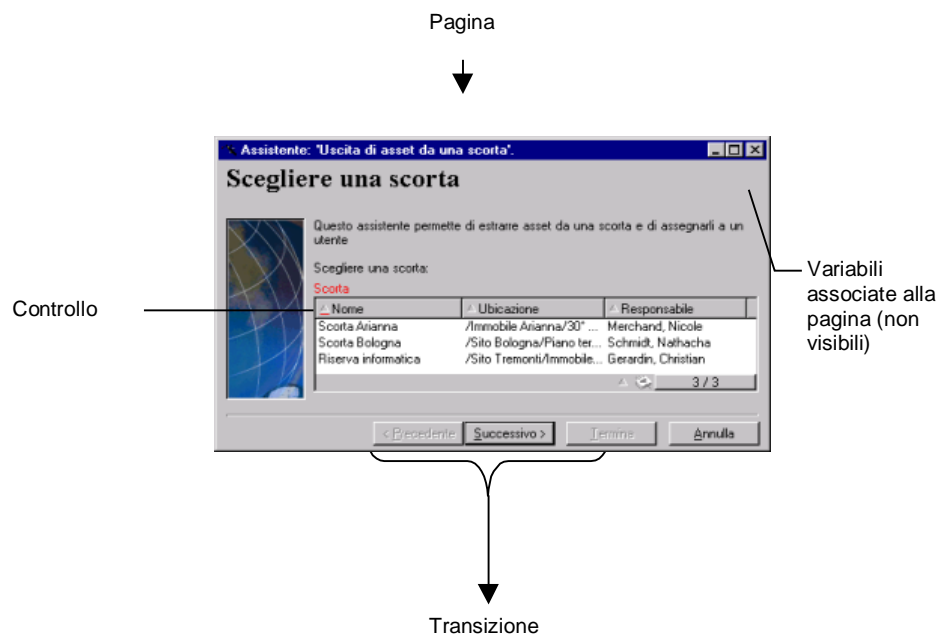 Pagina
Assistente: "Uscita di asset da una scorta".
Scegliere una scorta
Questo assistente permette di estrarre asset da una scorta e di assegnarli a un
utente
Scegliere una scorta:
Scorta
Nome Ubicazione Responsabile
Scorta Arianna /Immobile Arianna/30° ... Merchand, Nicole
Scorta Bologna /Sito Bologna/Piano ter... Schmidt, Nathacha
Riserva informatica /Sito Tremonti/Immobile... Gerardin, Christian
3 / 3
< Precedente Successivo > Termina Annulla
Controllo
Variabili
associate alla
pagina (non
visibili)
Transizione